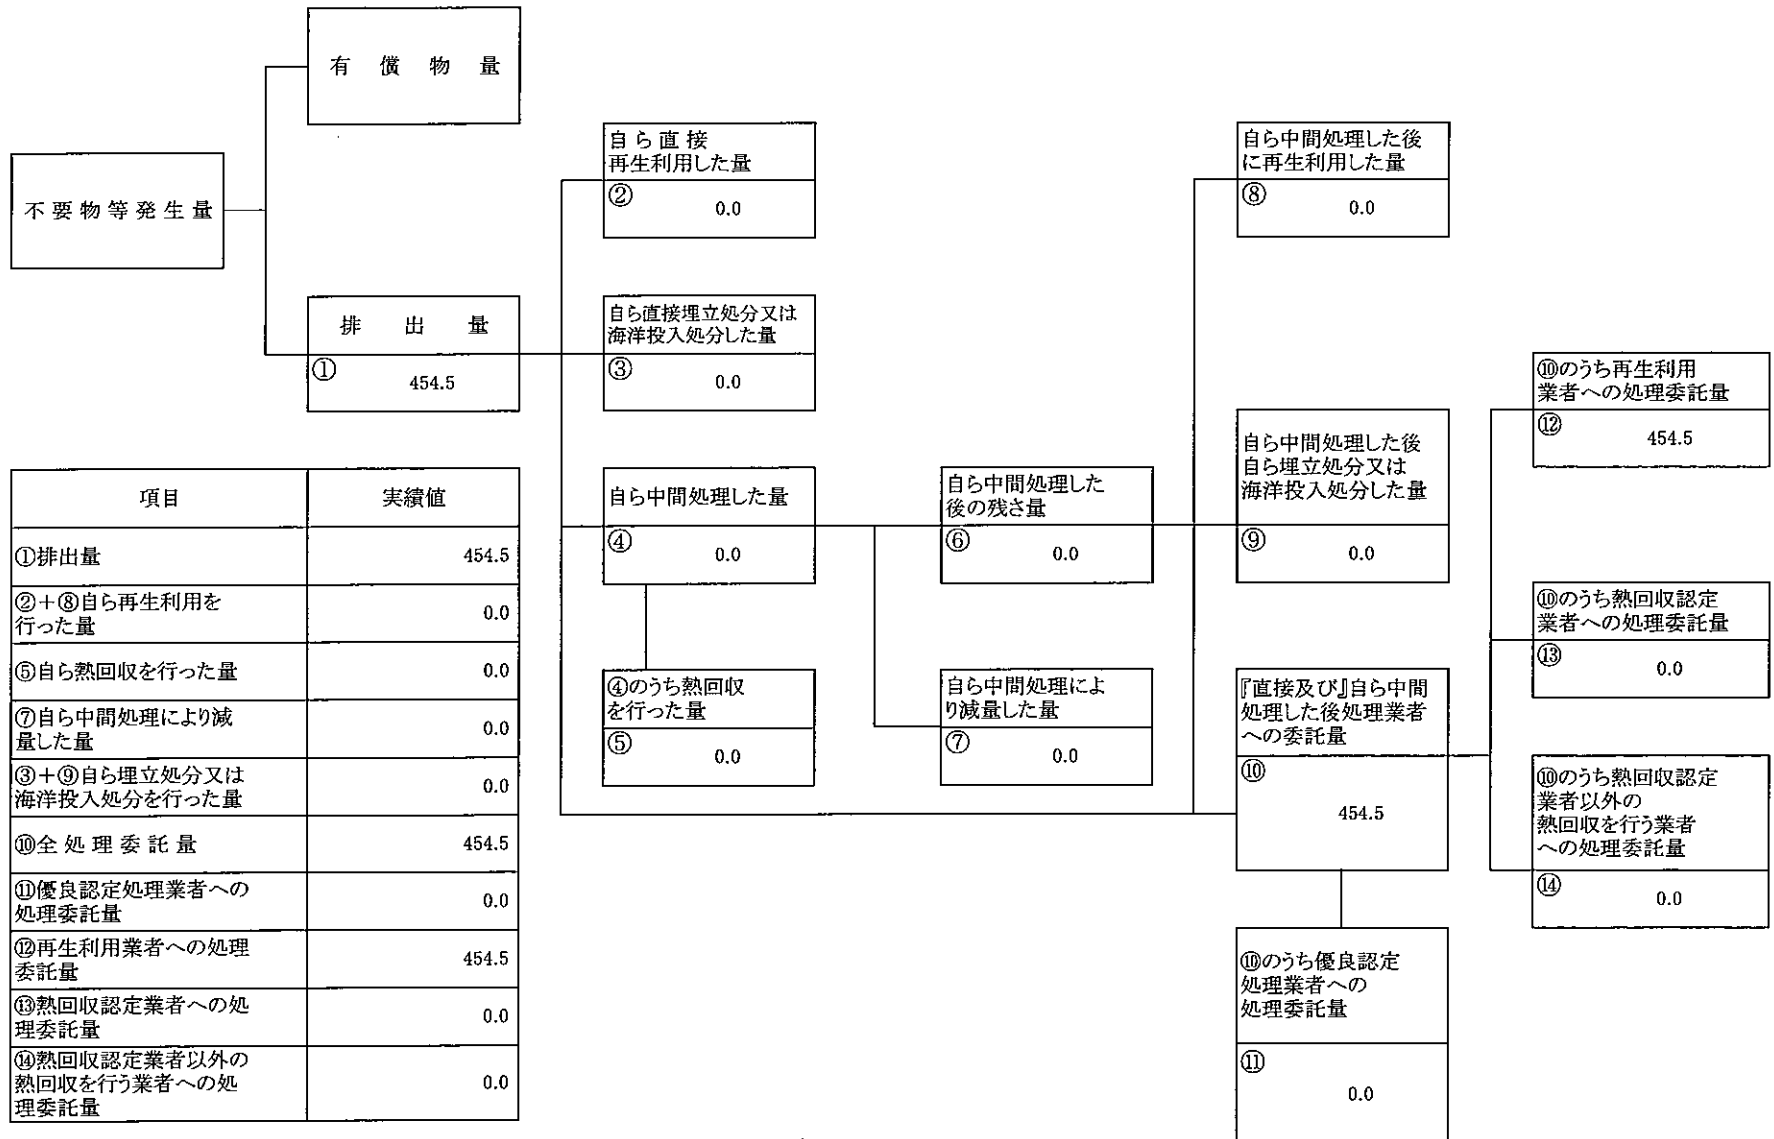 有償物量
不要物等発生量
排出量
①
454.5
自ら直接
再生利用した量
②
0.0
自ら直接埋立処分又は
海洋投入処分した量
③
0.0
自ら中間処理した量
④
0.0
④のうち熱回収
を行った量
⑤
0.0
自ら中間処理した
後の残さ量
⑥
0.0
自ら中間処理によ
り減量した量
⑦
0.0
自ら中間処理した後
に再生利用した量
⑧
0.0
自ら中間処理した後
自ら埋立処分又は
海洋投入処分した量
⑨
0.0
『直接及び』自ら中間
処理した後処理業者
への委託量
⑩
454.5
⑩のうち優良認定
処理業者への
処理委託量
⑪
0.0
⑩のうち再生利用
業者への処理委託量
⑫
454.5
⑩のうち熱回収認定
業者への処理委託量
⑬
0.0
⑩のうち熱回収認定
業者以外の
熱回収を行う業者
への処理委託量
⑭
0.0
項目 実績値
①排出量 454.5
②+⑧自ら再生利用を
行った量 0.0
⑤自ら熱回収を行った量 0.0
⑦自ら中間処理により減
量した量 0.0
③+⑨自ら埋立処分又は
海洋投入処分を行った量 0.0
⑩全処理委託量 454.5
⑪優良認定処理業者への
処理委託量 0.0
⑫再生利用業者への処理
委託量 454.5
⑬熱回収認定業者への処
理委託量 0.0
⑭熱回収認定業者以外の
熱回収を行う業者への処
理委託量 0.0